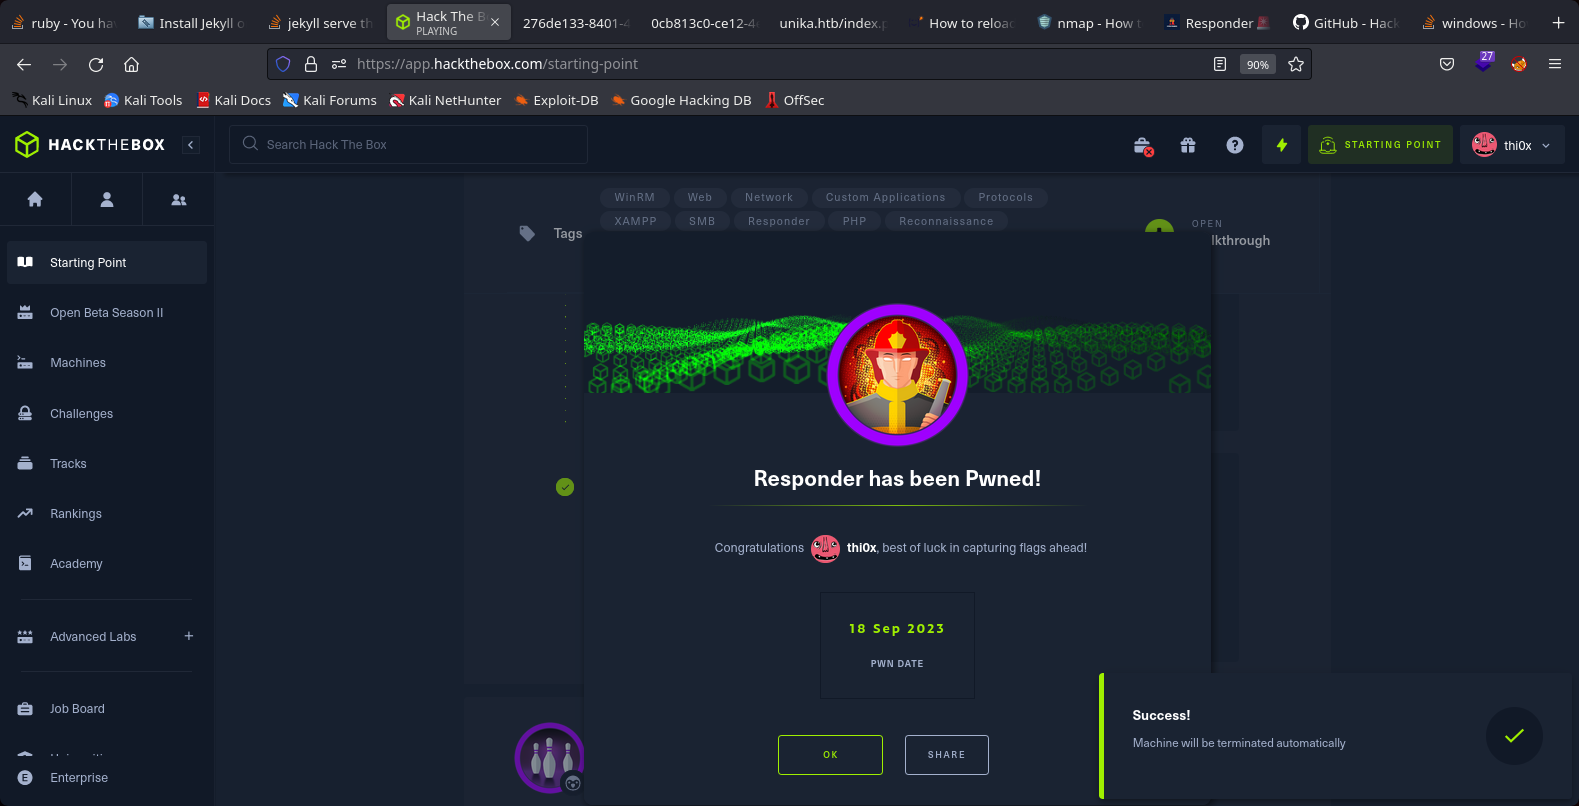 ruby - You ha
Install Jekyll o
jekyll serve th
Hack The B
PLAYING
276de133-8401-4
0cb813c0-ce12-4
unika.htb/index.p
How to reloa
nmap - How t
Responder
GitHub - Hack
windows - Ho
https://app.hackthebox.com/starting-point
90%
27
Kali Linux
Kali Tools
Kali Docs
Kali Forums
Kali NetHunter
Exploit-DB
Google Hacking DB
OffSec
HACKTHEBOX
Search Hack The Box
STARTING POINT
thi0x
WinRM
Web
Network
Custom Applications
Protocols
XAMPP
SMB
Responder
PHP
Reconnaissance
Tags
OPEN
lkthrough
Starting Point
Open Beta Season II
Machines
Challenges
Tracks
Rankings
Academy
Advanced Labs
Job Board
Enterprise
Responder has been Pwned!
Congratulations thi0x, best of luck in capturing flags ahead!
18 Sep 2023
PWN DATE
OK
SHARE
Success!
Machine will be terminated automatically